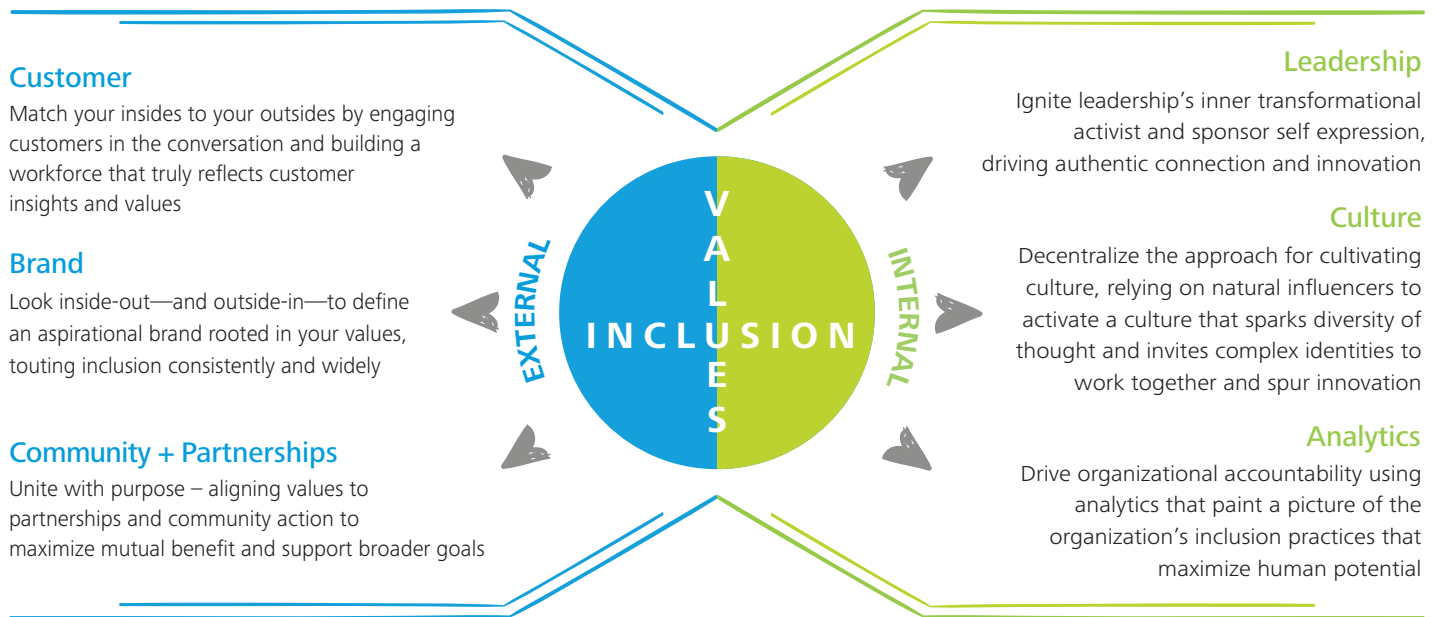 Customer
Match your insides to your outsides by engaging
customers in the conversation and building a
workforce that truly reflects customer
insights and values
Brand
Look inside-out—and outside-in—to define
an aspirational brand rooted in your values,
touting inclusion consistently and widely
Community + Partnerships
Unite with purpose – aligning values to
partnerships and community action to
maximize mutual benefit and support broader goals
EXTERNAL
VALUES
INCLUSION
INTERNAL
Leadership
Ignite leadership’s inner transformational
activist and sponsor self expression,
driving authentic connection and innovation
Culture
Decentralize the approach for cultivating
culture, relying on natural influencers to
activate a culture that sparks diversity of
thought and invites complex identities to
work together and spur innovation
Analytics
Drive organizational accountability using
analytics that paint a picture of the
organization’s inclusion practices that
maximize human potential